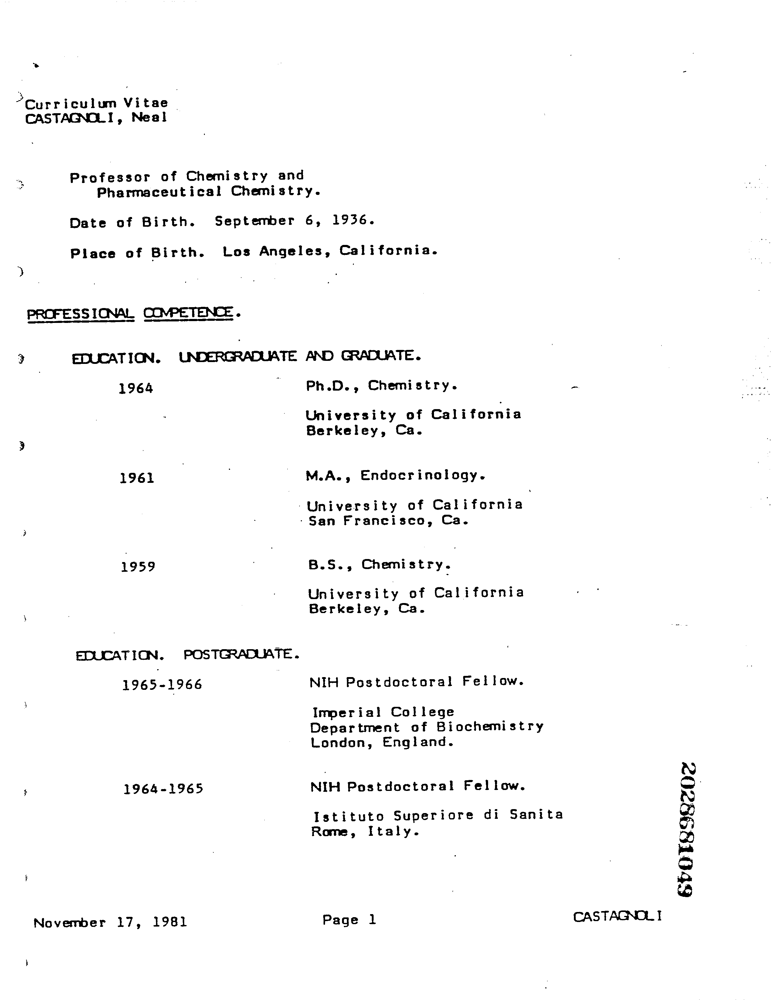 Curriculum Vitae
CASTAGNOLI, Neal
Professor of Chemistry and
Pharmaceutical Chemistry.
Date of Birth. September 6, 1936.
Place of Birth. Los Angeles, California.
PROFESSIONAL COMPETENCE.
EDUCATION. UNDERGRADUATE AND GRADUATE.
1964 Ph.D., Chemistry.
University of California
Berkeley, Ca.
1961 M.A., Endocrinology.
University of California
San Francisco, Ca.
1959 B.S., Chemistry.
University of California
Berkeley, Ca.
EDUCATION. POSTGRADUATE.
1965-1966 NIH Postdoctoral Fellow.
Imperial College
Department of Biochemistry
London, England.
1964-1965 NIH Postdoctoral Fellow.
Istituto Superiore di Sanita
Rome, Italy.
2028681049
November 17, 1981 Page 1 CASTAGNOLI